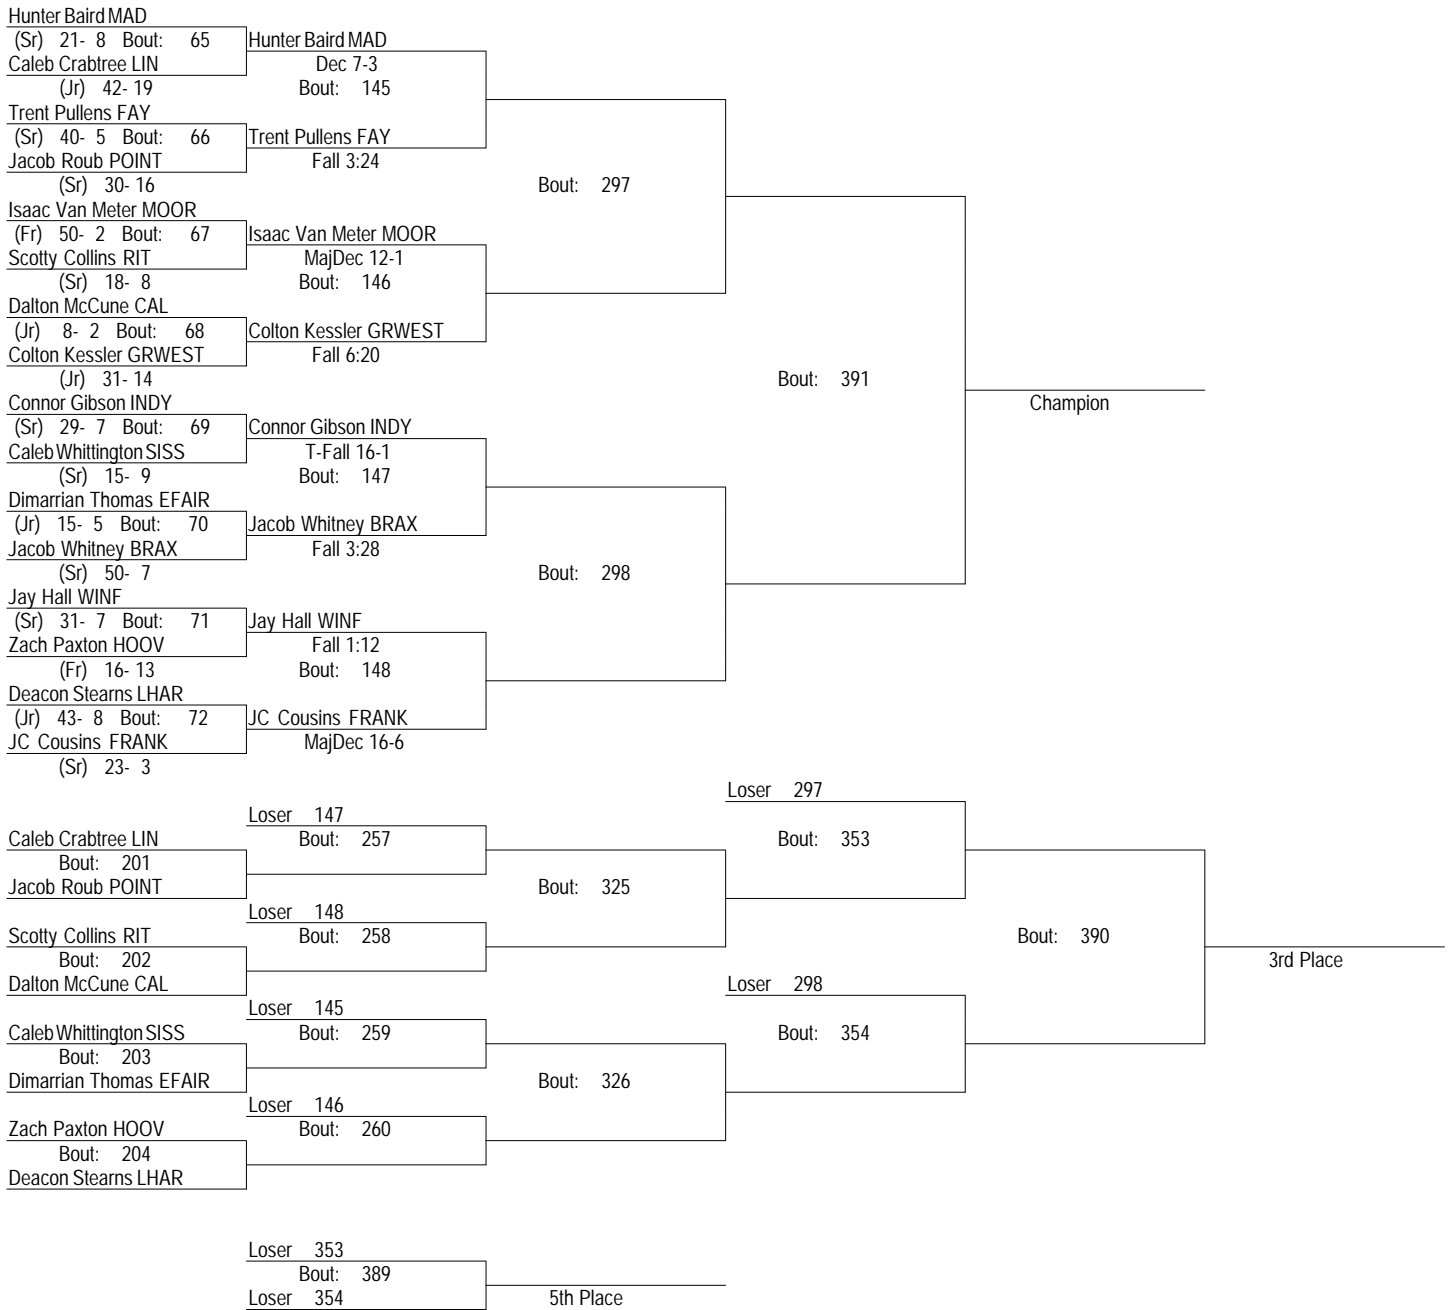 Hunter Baird MAD
(Sr) 21- 8 Bout: 65 Hunter Baird MAD
Caleb Crabtree LIN Dec 7-3
(Jr) 42- 19 Bout: 145
Trent Pullens FAY
(Sr) 40- 5 Bout: 66 Trent Pullens FAY
Jacob Roub POINT Fall 3:24
(Sr) 30- 16 Bout: 297
Isaac Van Meter MOOR
(Fr) 50- 2 Bout: 67 Isaac Van Meter MOOR
Scotty Collins RIT MajDec 12-1
(Sr) 18- 8 Bout: 146
Dalton McCune CAL
(Jr) 8- 2 Bout: 68 Colton Kessler GRWEST
Colton Kessler GRWEST Fall 6:20
(Jr) 31- 14 Bout: 391
Connor Gibson INDY Champion
(Sr) 29- 7 Bout: 69 Connor Gibson INDY
Caleb Whittington SISS T-Fall 16-1
(Sr) 15- 9 Bout: 147
Dimarrian Thomas EFAIR
(Jr) 15- 5 Bout: 70 Jacob Whitney BRAX
Jacob Whitney BRAX Fall 3:28
(Sr) 50- 7 Bout: 298
Jay Hall WINF
(Sr) 31- 7 Bout: 71 Jay Hall WINF
Zach Paxton HOOV Fall 1:12
(Fr) 16- 13 Bout: 148
Deacon Stearns LHAR
(Jr) 43- 8 Bout: 72 JC Cousins FRANK
JC Cousins FRANK MajDec 16-6
(Sr) 23- 3
Loser 297
Loser 147
Caleb Crabtree LIN Bout: 257 Bout: 353
Bout: 201
Jacob Roub POINT Bout: 325
Loser 148
Scotty Collins RIT Bout: 258 Bout: 390
Bout: 202 3rd Place
Dalton McCune CAL Loser 298
Loser 145
Caleb Whittington SISS Bout: 259 Bout: 354
Bout: 203
Dimarrian Thomas EFAIR Bout: 326
Loser 146
Zach Paxton HOOV Bout: 260
Bout: 204
Deacon Stearns LHAR
Loser 353
Bout: 389
Loser 354 5th Place